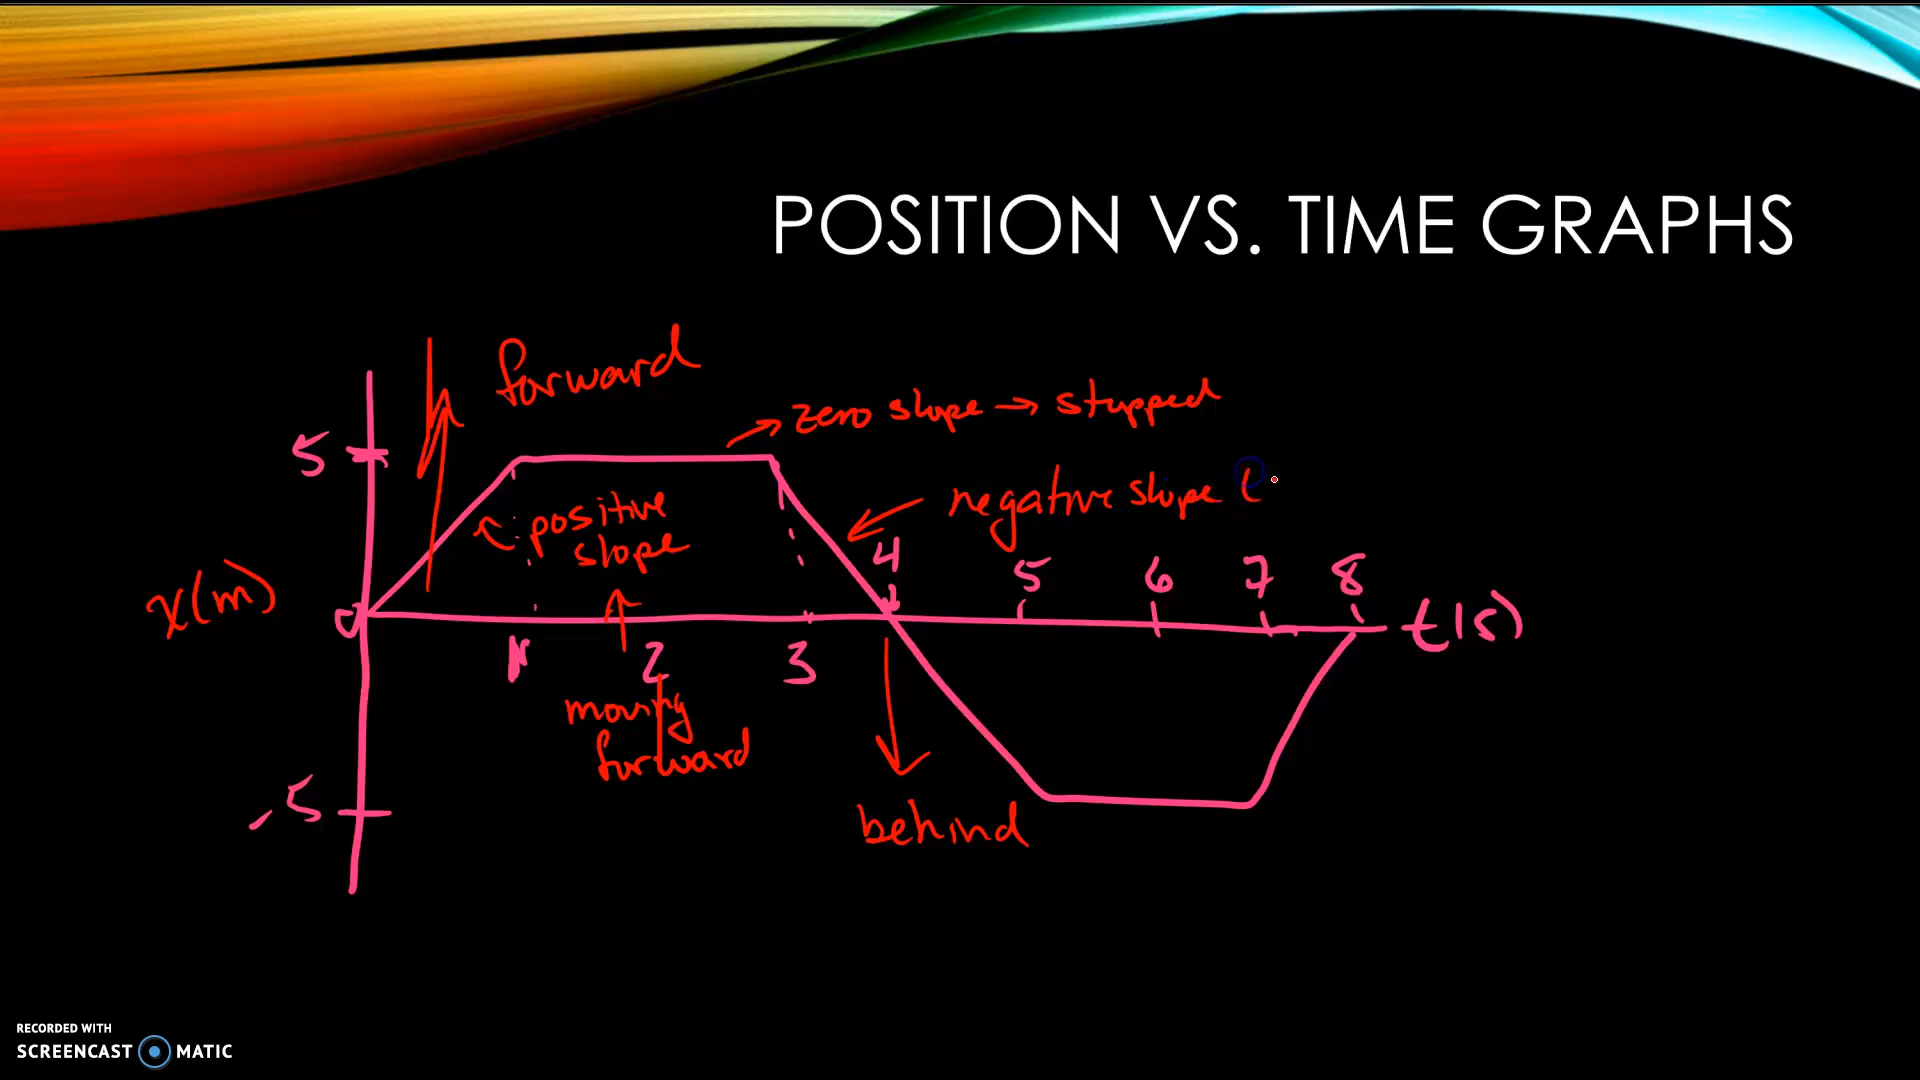 POSITION VS. TIME GRAPHS
forward
zero slope → stopped
5
negative slope (
positive
slope
4
5
6
7
8
x(m)
0
t(s)
1
2
3
moving
forward
-5
behind
RECORDED WITH
SCREENCAST MATIC